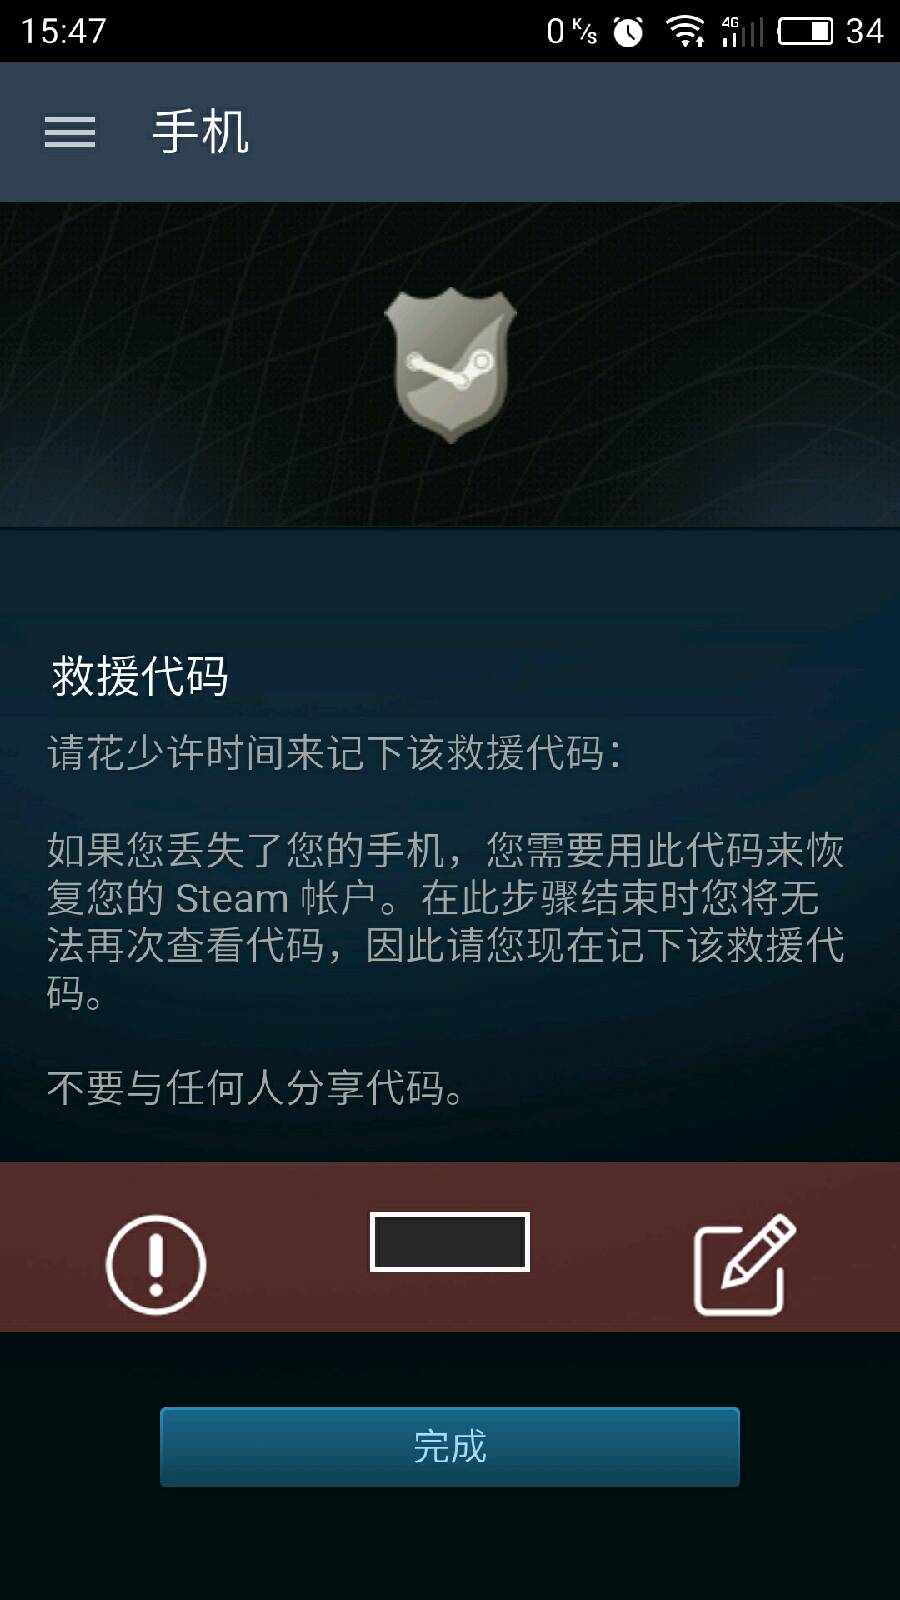 15:47
0 K/s 4G 34
手机
救援代码
请花少许时间来记下该救援代码：
如果您丢失了您的手机，您需要用此代码来恢
复您的 Steam 帐户。在此步骤结束时您将无
法再次查看代码，因此请您现在记下该救援代
码。
不要与任何人分享代码。
完成